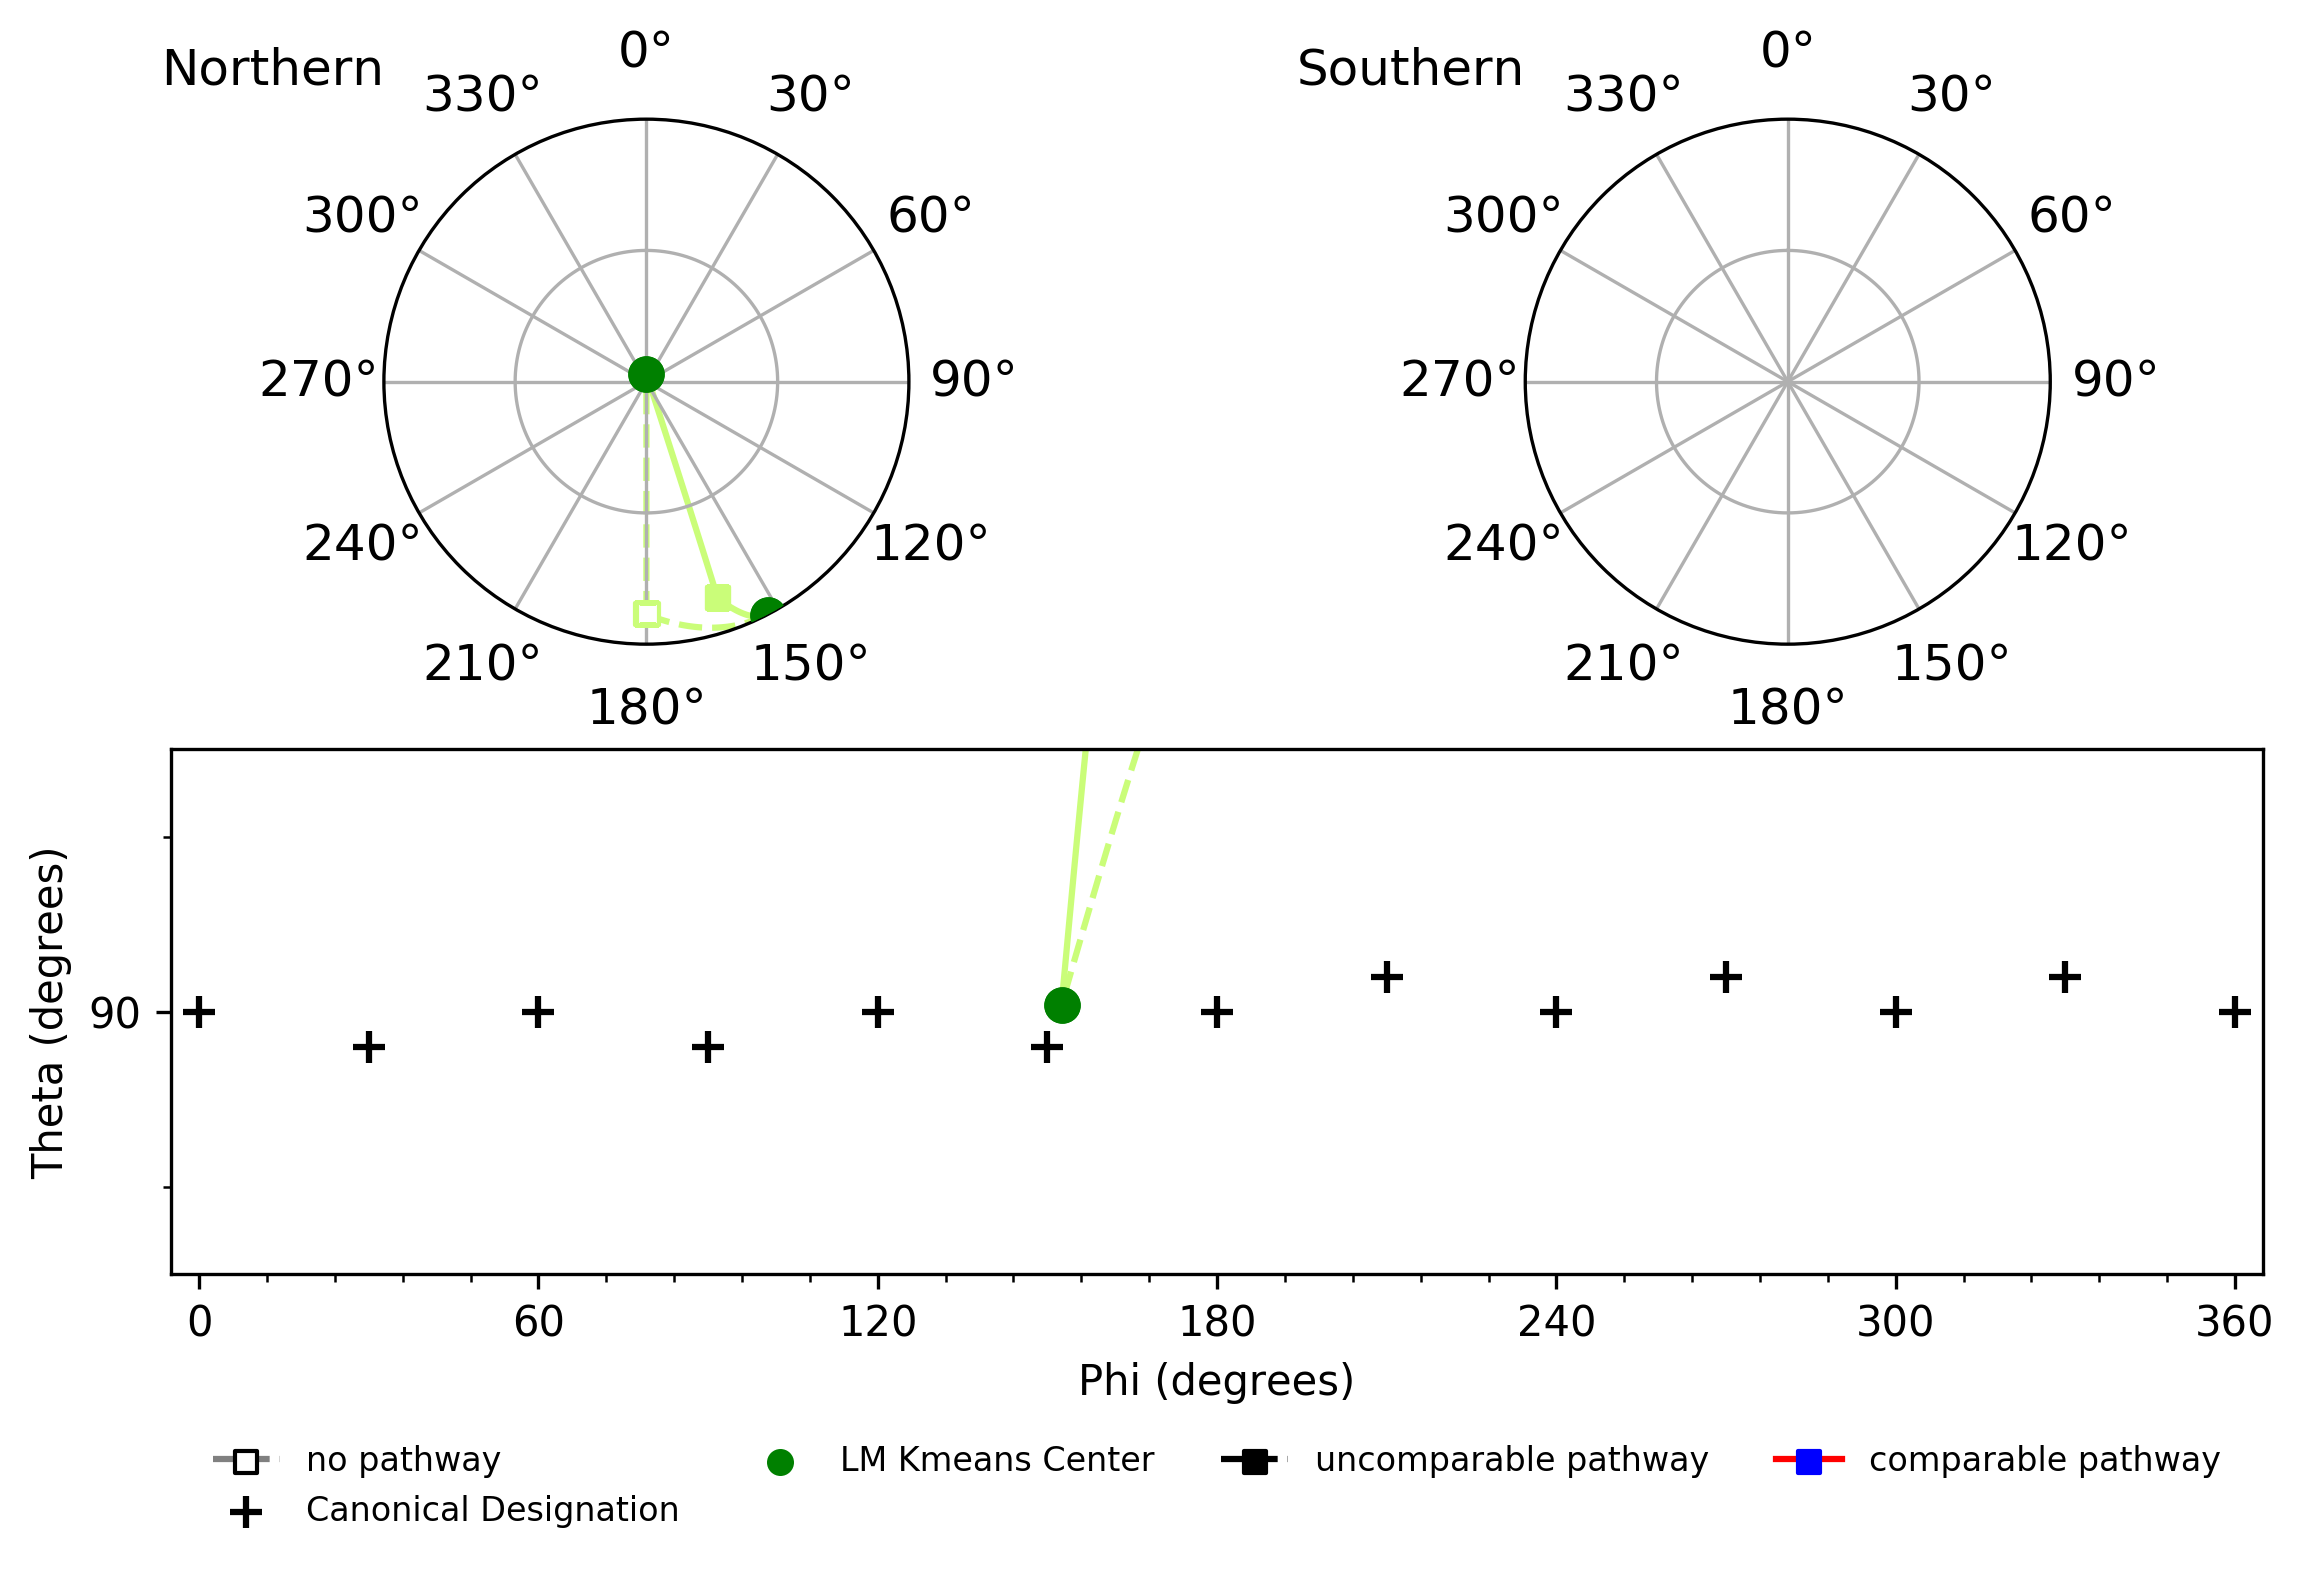 Northern
0°
30°
60°
90°
120°
150°
180°
210°
240°
270°
300°
330°
Southern
0°
30°
60°
90°
120°
150°
180°
210°
240°
270°
300°
330°
Theta (degrees)
90
0 60 120 180 240 300 360
Phi (degrees)
no pathway
Canonical Designation
LM Kmeans Center
uncomparable pathway
comparable pathway